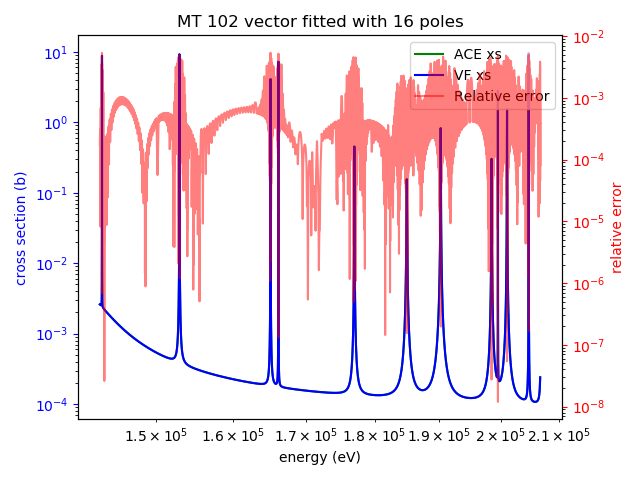 MT 102 vector fitted with 16 poles
ACE xs
VF xs
Relative error
cross section (b)
10¹
10⁰
10⁻¹
10⁻²
10⁻³
10⁻⁴
10⁻²
10⁻³
10⁻⁴
10⁻⁵
10⁻⁶
10⁻⁷
10⁻⁸
relative error
1.5×10⁵ 1.6×10⁵ 1.7×10⁵ 1.8×10⁵ 1.9×10⁵ 2×10⁵ 2.1×10⁵
energy (eV)